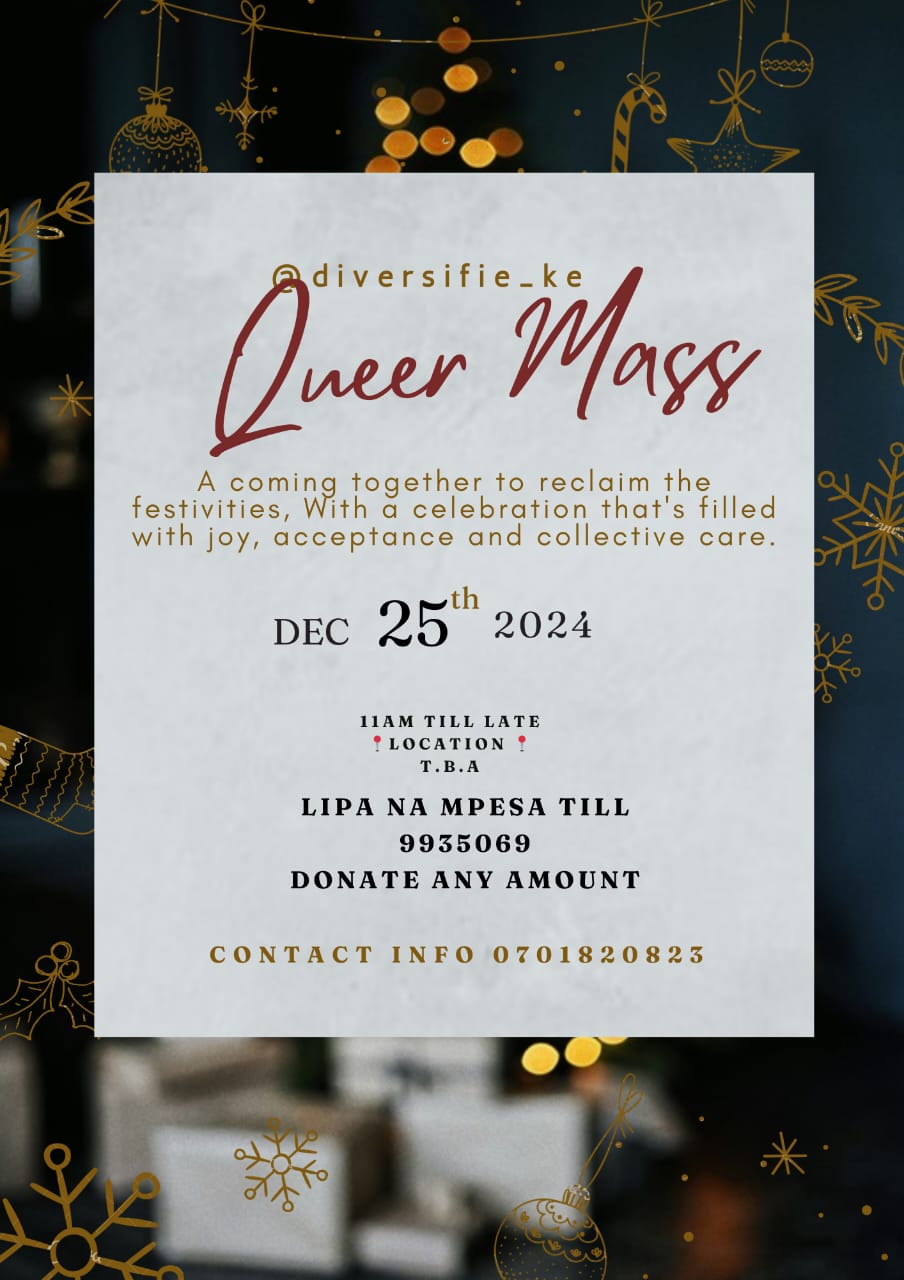 @diversifie_ke
Queer Mass
A coming together to reclaim the
festivities, With a celebration that's filled
with joy, acceptance and collective care.
DEC 25th 2024
11AM TILL LATE
📍LOCATION 📍
T.B.A
LIPA NA MPESA TILL
9935069
DONATE ANY AMOUNT
CONTACT INFO 0701820823